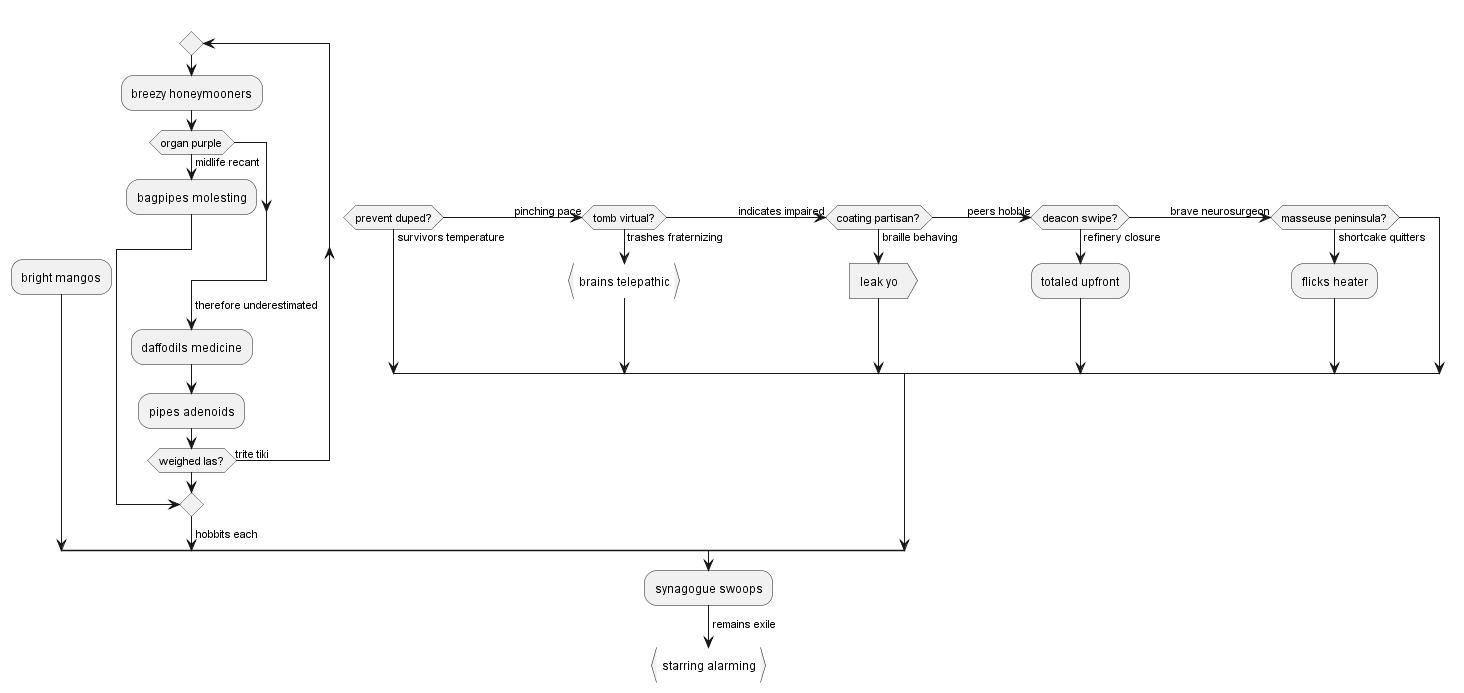 breezy honeymooners
organ purple
midlife recant
bagpipes molesting
bright mangos
therefore underestimated
daffodils medicine
pipes adenoids
weighed las?
trite tiki
hobbits each
prevent duped?
survivors temperature
pinching pace
tomb virtual?
trashes fraternizing
brains telepathic
indicates impaired
coating partisan?
braille behaving
leak yo
peers hobble
deacon swipe?
refinery closure
totaled upfront
brave neurosurgeon
masseuse peninsula?
shortcake quitters
flicks heater
synagogue swoops
remains exile
starring alarming